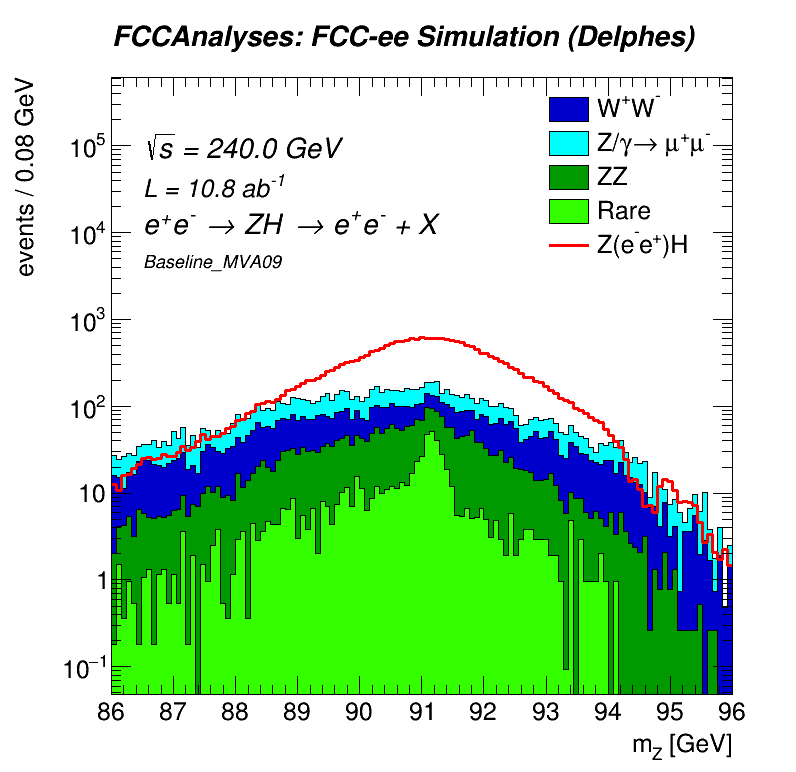 FCCAnalyses: FCC-ee Simulation (Delphes)
events / 0.08 GeV
√s = 240.0 GeV
L = 10.8 ab⁻¹
e⁺e⁻ → ZH → e⁺e⁻ + X
Baseline_MVA09
W⁺W⁻
Z/γ→ μ⁺μ⁻
ZZ
Rare
Z(e⁻e⁺)H
10⁵
10⁴
10³
10²
10
1
10⁻¹
86 87 88 89 90 91 92 93 94 95 96
m_Z [GeV]